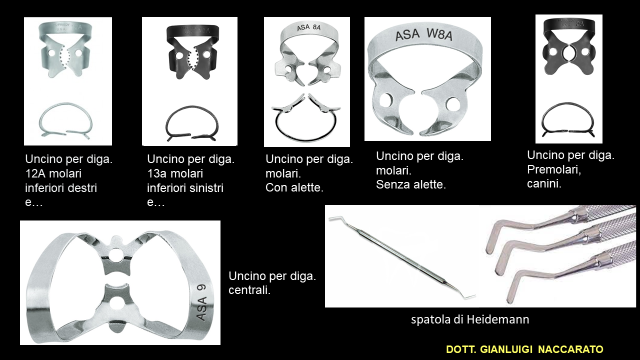 ASA 8A
ASA W8A
Uncino per diga.
12A molari
inferiori destri
e…
Uncino per diga.
13a molari
inferiori sinistri
e…
Uncino per diga.
molari.
Con alette.
Uncino per diga.
molari.
Senza alette.
Uncino per diga.
Premolari,
canini.
ASA 9
Uncino per diga.
centrali.
spatola di Heidemann
DOTT. GIANLUIGI NACCARATO